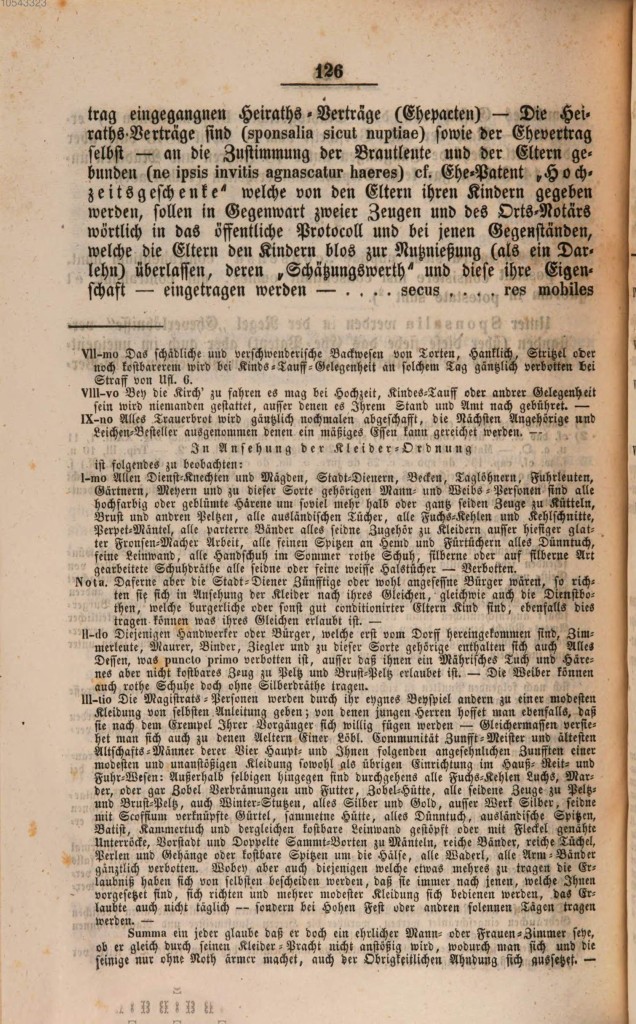 10543323
126
trag eingegangnen Heiraths-Verträge (Ehepacten) — Die Hei-
raths-Verträge sind (sponsalia sicut nuptiae) sowie der Ehevertrag
selbst — an die Zustimmung der Brautleute und der Eltern ge-
bunden (ne ipsis invitis agnascatur haeres) cf. Ehe-Patent „Hoch-
zeitsgeschenke“ welche von den Eltern ihren Kindern gegeben
werden, sollen in Gegenwart zweier Zeugen und des Orts-Notärs
wörtlich in das öffentliche Protocoll und bei jenen Gegenständen,
welche die Eltern den Kindern blos zur Nutznießung (als ein Dar-
lehn) überlassen, deren „Schätzungswerth“ und diese ihre Eigen-
schaft — eingetragen werden — . . . . secus . . . . res mobiles
VII-mo Das schädliche und verschwenderische Backwesen von Torten, Hanklich, Stritzel oder
noch kostbarerem wird bei Kinds-Tauff-Gelegenheit an solchem Tag gäntzlich verbotten bei
Straff von Ufl. 6.
VIII-vo Bey die Kirch' zu fahren es mag bei Hochzeit, Kindes-Tauff oder andrer Gelegenheit
sein wird niemanden gestattet, ausser denen es Ihrem Stand und Amt nach gebühret. —
IX-no Alles Trauerbrot wird gäntzlich nochmalen abgeschafft, die Nächsten Angehörige und
Leichen-Besteller ausgenommen denen ein mäßiges Essen kann gereichet werden. —
In Ansehung der Kleider-Ordnung
ist folgendes zu beobachten:
I-mo Allen Dienst-Knechten und Mägden, Stadt-Dienern, Becken, Taglöhnern, Fuhrleuten,
Gärtnern, Meyern und zu dieser Sorte gehörigen Mann- und Weibs-Personen sind alle
hochfarbig oder geblümte Härene um soviel mehr halb oder gantz seiden Zeuge zu Kütteln,
Brust und andren Peltzen, alle ausländischen Tücher, alle Fuchs-Kehlen und Kehlschnitte,
Perpet-Mäntel, alle parterre Bänder alles seidne Zugehör zu Kleidern ausser hiesiger glat-
ter Fronsen-Macher Arbeit, alle feinen Spitzen an Hemd und Fürtüchern alles Dünntuch,
feine Leinwand, alle Handschuh im Sommer rothe Schuh, silberne oder auf silberne Art
gearbeitete Schuhdräthe alle seidne oder feine weisse Halstücher — Verbotten.
Nota. Daferne aber die Stadt-Diener Zünfftige oder wohl angesessne Bürger wären, so rich-
ten sie sich in Ansehung der Kleider nach ihres Gleichen, gleichwie auch die Dienstbo-
then, welche burgerliche oder sonst gut conditionirter Eltern Kind sind, ebenfalls dies
tragen können was ihres Gleichen erlaubt ist. —
II-do Diejenigen Handwerker oder Bürger, welche erst vom Dorff hereingekommen sind, Zim-
merleute, Maurer, Binder, Ziegler und zu dieser Sorte gehörige enthalten sich auch Alles
Dessen, was puncto primo verbotten ist, ausser daß ihnen ein Mährisches Tuch und Häre-
nes aber nicht kostbares Zeug zu Peltz und Brust-Peltz erlaubet ist. — Die Weiber können
auch rothe Schuhe doch ohne Silberdräthe tragen.
III-tio Die Magistrats-Personen werden durch ihr eygnes Beyspiel andern zu einer modesten
Kleidung von selbsten Anleitung geben; von denen jungen Herren hoffet man ebenfalls, daß
sie nach dem Exempel Ihrer Vorgänger sich willig fügen werden — Gleichermassen verste-
het man sich auch zu denen Aeltern Einer Löbl. Communität Zunfft-Meister und ältesten
Altschafts-Männer derer Vier Haupt- und Ihnen folgenden angesehnlichen Zunfften einer
modesten und unanstößigen Kleidung sowohl als übrigen Einrichtung im Hauß- Reit- und
Fuhr-Wesen: Außerhalb selbigen hingegen sind durchgehens alle Fuchs-Kehlen Luchs, Mar-
der, oder gar Zobel Verbrämungen und Futter, Zobel-Hütte, alle seidene Zeuge zu Peltz-
und Brust-Peltz, auch Winter-Stutzen, alles Silber und Gold, ausser Werk Silber, seidne
mit Scoffium verknüpfte Gürtel, sammetne Hütte, alles Dünntuch, ausländische Spitzen,
Batist, Kammertuch und dergleichen kostbare Leinwand gestöpft oder mit Fleckel genähte
Unterröcke, Vorstadt und Doppelte Sammt-Borten zu Mänteln, reiche Bänder, reiche Tüchel,
Perlen und Gehänge oder kostbare Spitzen um die Hälse, alle Waderl, alle Arm-Bänder
gänztlich verbotten. Wobey aber auch diejenigen welche etwas mehres zu tragen die Er-
laubniß haben sich von selbsten bescheiden werden, daß sie immer nach jenen, welche Ihnen
vorgesetzt sind, sich richten und mehrer modester Kleidung sich bedienen werden, das Er-
laubte auch nicht täglich — sondern bei Hohen Fest oder andren solennen Tägen tragen
werden. —
Summa ein jeder glaube daß er doch ein ehrlicher Mann- oder Frauen-Zimmer seye,
ob er gleich durch seinen Kleider-Pracht nicht anstößig wird, wodurch man sich und die
seinige nur ohne Noth ärmer machet, auch der Obrigkeitlichen Ahndung sich aussetzet. —